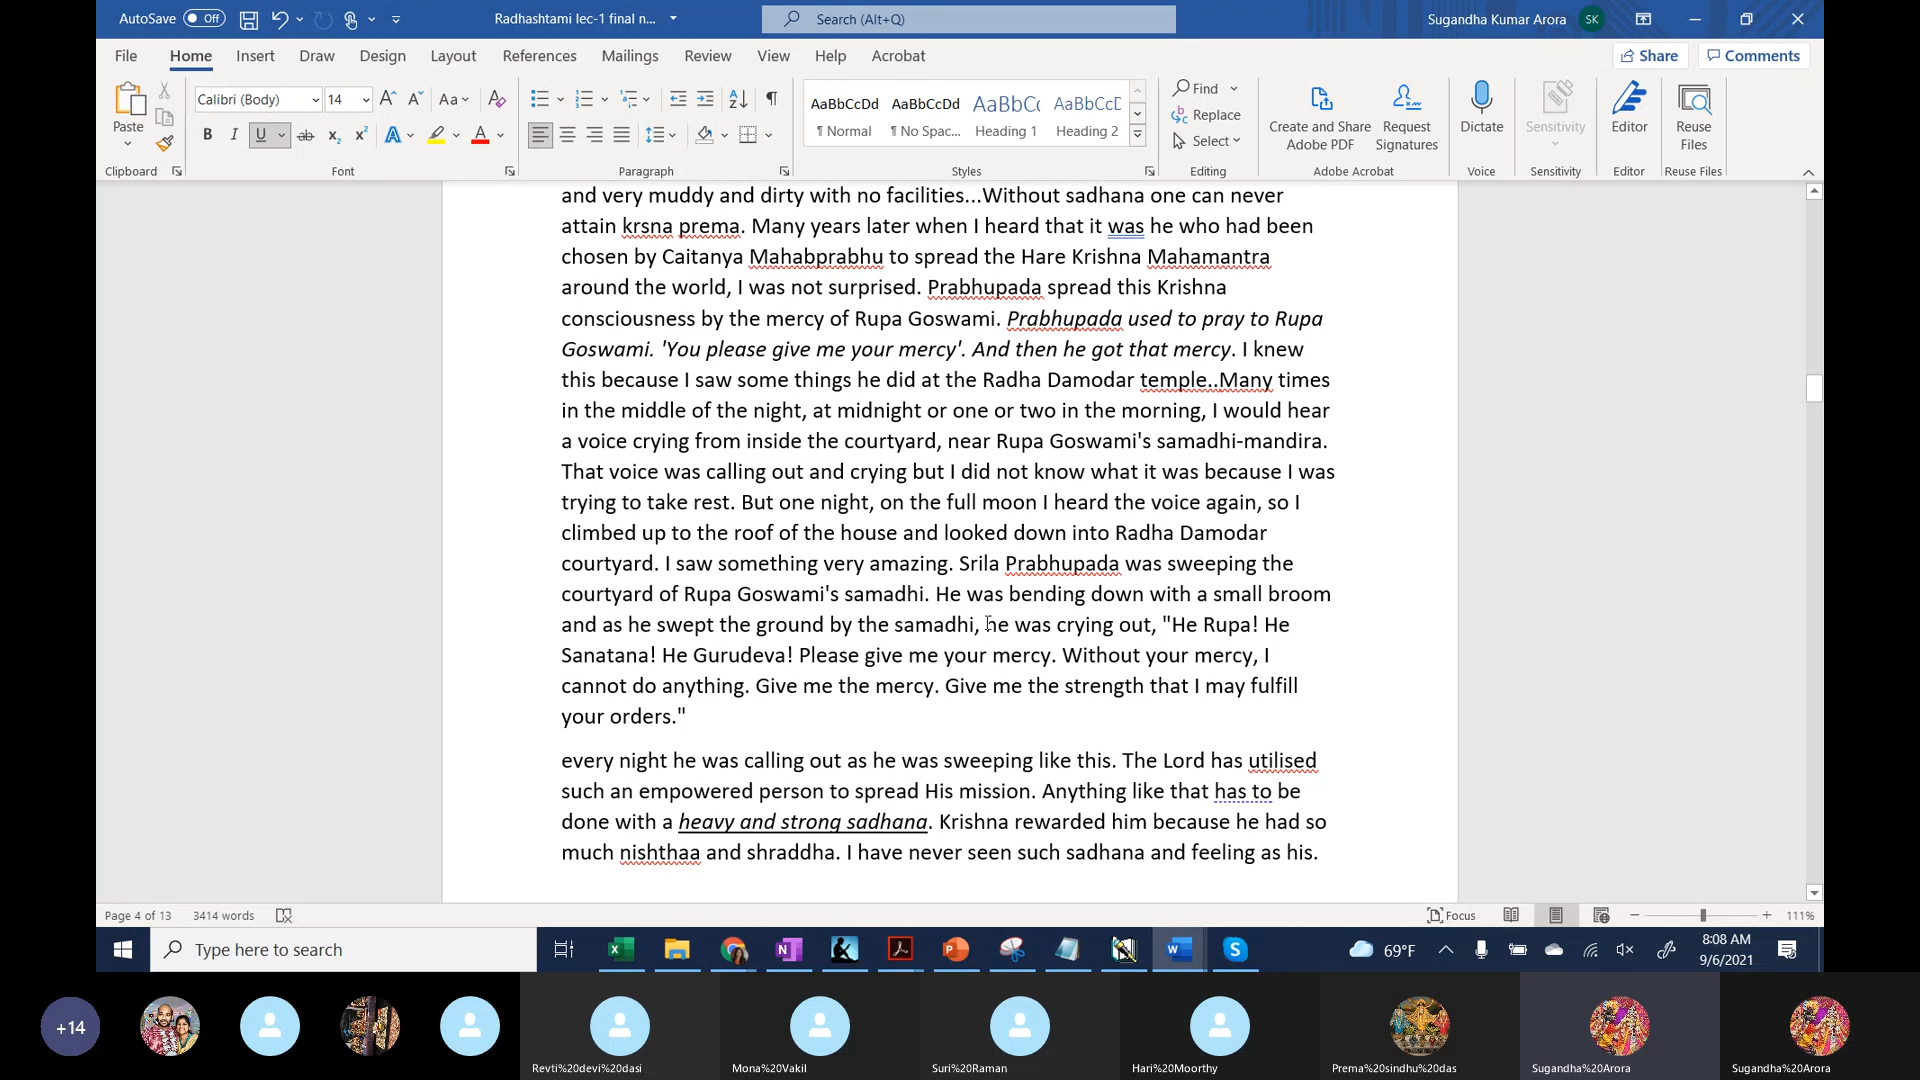 AutoSave Off Radhashtami lec-1 final n... Search (Alt+Q) Sugandha Kumar Arora SK
File Home Insert Draw Design Layout References Mailings Review View Help Acrobat Share Comments
Calibri (Body) 14 Aa AaBbCcDd AaBbCcDd AaBbCc AaBbCcD Find
Paste ¶ Normal ¶ No Spac... Heading 1 Heading 2 Replace Select Create and Share Adobe PDF Request Signatures Dictate Sensitivity Editor Reuse Files
Clipboard Font Paragraph Styles Editing Adobe Acrobat Voice Sensitivity Editor Reuse Files
and very muddy and dirty with no facilities...Without sadhana one can never
attain krsna prema. Many years later when I heard that it was he who had been
chosen by Caitanya Mahabprabhu to spread the Hare Krishna Mahamantra
around the world, I was not surprised. Prabhupada spread this Krishna
consciousness by the mercy of Rupa Goswami. Prabhupada used to pray to Rupa
Goswami. 'You please give me your mercy'. And then he got that mercy. I knew
this because I saw some things he did at the Radha Damodar temple..Many times
in the middle of the night, at midnight or one or two in the morning, I would hear
a voice crying from inside the courtyard, near Rupa Goswami's samadhi-mandira.
That voice was calling out and crying but I did not know what it was because I was
trying to take rest. But one night, on the full moon I heard the voice again, so I
climbed up to the roof of the house and looked down into Radha Damodar
courtyard. I saw something very amazing. Srila Prabhupada was sweeping the
courtyard of Rupa Goswami's samadhi. He was bending down with a small broom
and as he swept the ground by the samadhi, he was crying out, "He Rupa! He
Sanatana! He Gurudeva! Please give me your mercy. Without your mercy, I
cannot do anything. Give me the mercy. Give me the strength that I may fulfill
your orders."
every night he was calling out as he was sweeping like this. The Lord has utilised
such an empowered person to spread His mission. Anything like that has to be
done with a heavy and strong sadhana. Krishna rewarded him because he had so
much nishthaa and shraddha. I have never seen such sadhana and feeling as his.
Page 4 of 13 3414 words Focus 111%
Type here to search 69°F 8:08 AM
9/6/2021
+14
Revti%20devi%20dasi Mona%20Vakil Suri%20Raman Hari%20Moorthy Prema%20sindhu%20das Sugandha%20Arora Sugandha%20Arora